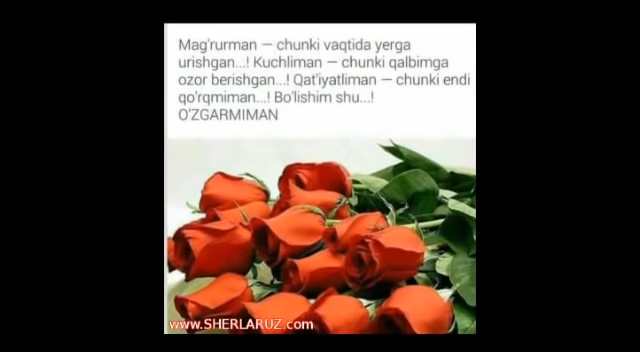 Mag'rurman — chunki vaqtida yerga
urishgan...! Kuchliman — chunki qalbimga
ozor berishgan...! Qat'iyatliman — chunki endi
qo'rqmiman...! Bo'lishim shu...!
O'ZGARMIMAN
www.SHERLARUZ.com